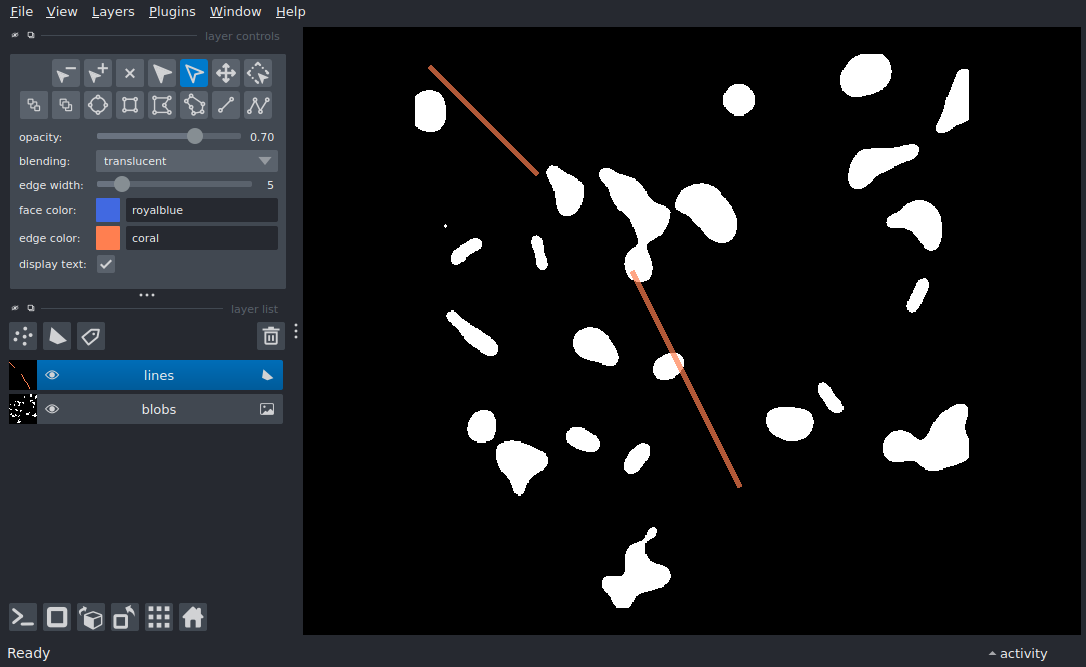 File View Layers Plugins Window Help
layer controls
opacity: 0.70
blending: translucent
edge width: 5
face color: royalblue
edge color: coral
display text:
layer list
lines
blobs
Ready activity